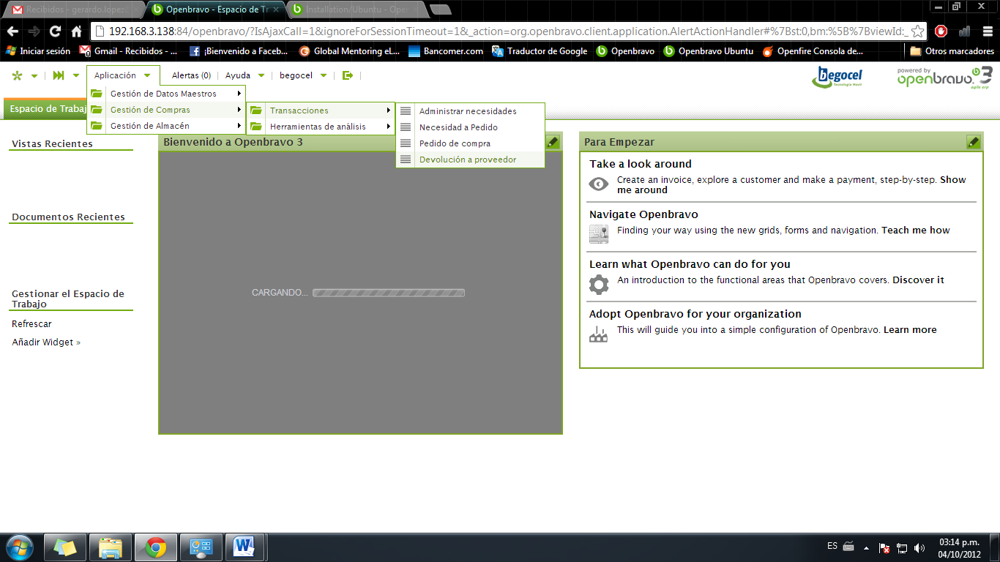 Recibidos - gerardo.lopez
Openbravo - Espacio de Tr
Installation/Ubuntu - Ope
192.168.3.138:84/openbravo/?IsAjaxCall=1&ignoreForSessionTimeout=1&_action=org.openbravo.client.application.AlertActionHandler#%7Bst:0,bm:%5B%7BviewId:_
Iniciar sesión
Gmail - Recibidos - ...
¡Bienvenido a Faceb...
Global Mentoring eL...
Bancomer.com
Traductor de Google
Openbravo
Openbravo Ubuntu
Openfire Consola de...
Otros marcadores
Aplicación
Alertas (0)
Ayuda
begocel
begocel
Tecnología Movil
powered by
openbravo 3
agile erp
Espacio de Trabaj
Gestión de Datos Maestros
Gestión de Compras
Gestión de Almacén
Transacciones
Herramientas de análisis
Administrar necesidades
Necesidad a Pedido
Pedido de compra
Devolución a proveedor
Vistas Recientes
Documentos Recientes
Gestionar el Espacio de
Trabajo
Refrescar
Añadir Widget »
Bienvenido a Openbravo 3
CARGANDO...
Para Empezar
Take a look around
Create an invoice, explore a customer and make a payment, step-by-step. Show
me around
Navigate Openbravo
Finding your way using the new grids, forms and navigation. Teach me how
Learn what Openbravo can do for you
An introduction to the functional areas that Openbravo covers. Discover it
Adopt Openbravo for your organization
This will guide you into a simple configuration of Openbravo. Learn more
ES
03:14 p.m.
04/10/2012